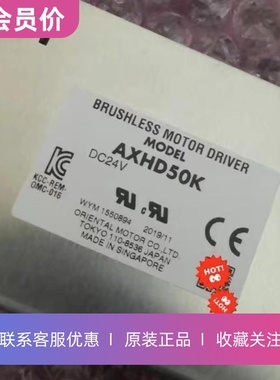 会员价
BRUSHLESS MOTOR DRIVER
MODEL
AXHD50K
DC24V
KCC-REM-
OMC-016
c
CE
WYM 1550894 2019/11
ORIENTAL MOTOR CO.,LTD.
TOKYO 110-8536 JAPAN
MADE IN SINGAPORE
HOT!
HOT!
联系客服优惠 | 原装正品 | 收藏关注